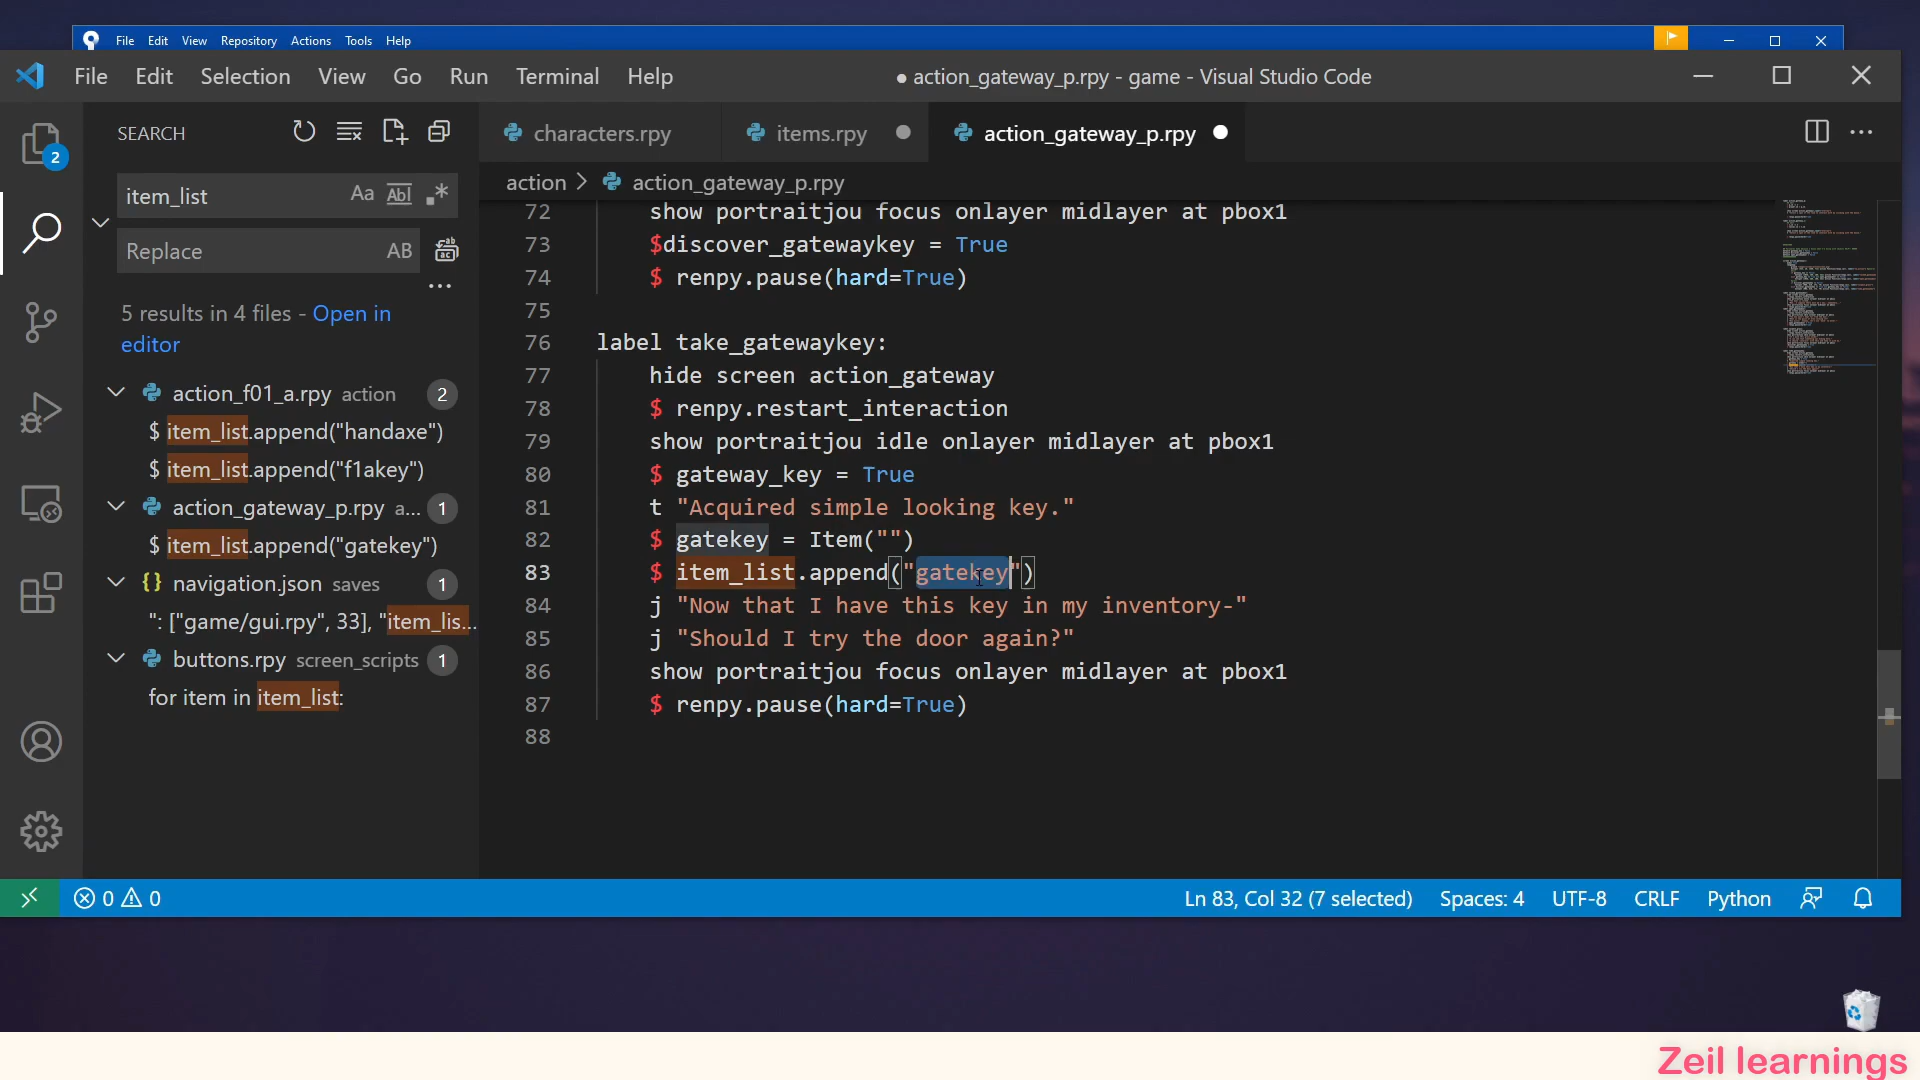 File Edit View Repository Actions Tools Help
File Edit Selection View Go Run Terminal Help
● action_gateway_p.rpy - game - Visual Studio Code
SEARCH
characters.rpy
items.rpy
action_gateway_p.rpy
2
item_list
Aa Abl .*
action > action_gateway_p.rpy
Replace
AB
5 results in 4 files - Open in
editor
action_f01_a.rpy action 2
$ item_list.append("handaxe")
$ item_list.append("f1akey")
action_gateway_p.rpy a... 1
$ item_list.append("gatekey")
{} navigation.json saves 1
": ["game/gui.rpy", 33], "item_lis...
buttons.rpy screen_scripts 1
for item in item_list:
72 show portraitjou focus onlayer midlayer at pbox1
73 $discover_gatewaykey = True
74 $ renpy.pause(hard=True)
75
76 label take_gatewaykey:
77 hide screen action_gateway
78 $ renpy.restart_interaction
79 show portraitjou idle onlayer midlayer at pbox1
80 $ gateway_key = True
81 t "Acquired simple looking key."
82 $ gatekey = Item("")
83 $ item_list.append("gatekey")
84 j "Now that I have this key in my inventory-"
85 j "Should I try the door again?"
86 show portraitjou focus onlayer midlayer at pbox1
87 $ renpy.pause(hard=True)
88
0 0
Ln 83, Col 32 (7 selected) Spaces: 4 UTF-8 CRLF Python
Zeil learnings